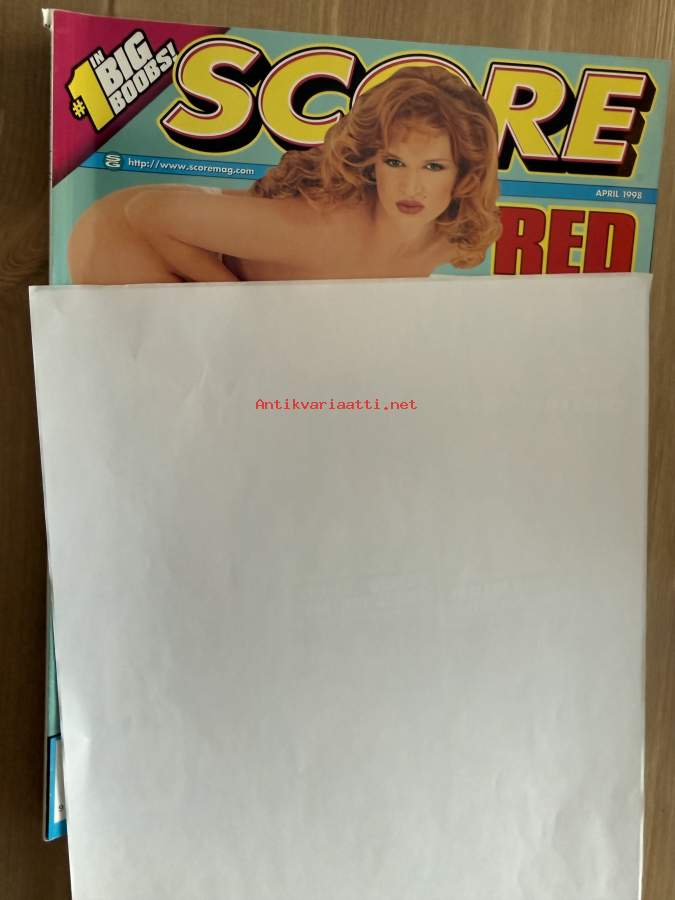 #1 IN
BIG
BOOBS!
SCORE
http://www.scoremag.com
APRIL 1998
RED
Antikvariaatti.net